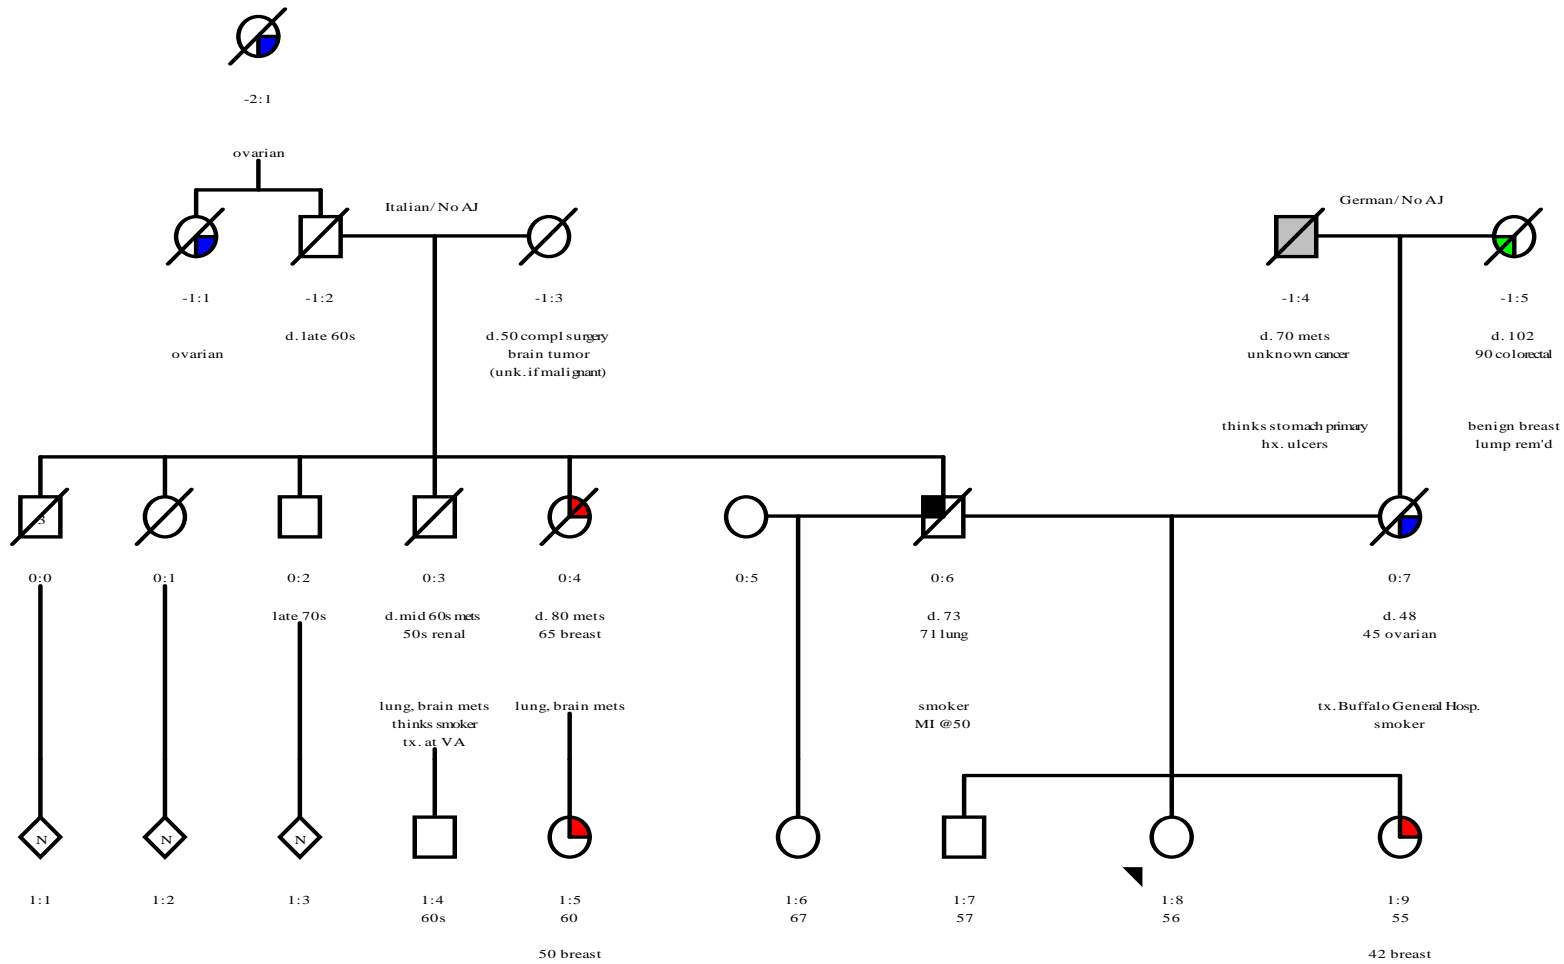 -2:1
ovarian
Italian/No AJ
German/No AJ
-1:1
-1:2
-1:3
-1:4
-1:5
d. late 60s
d.50 compl surgery
d. 70 mets
d. 102
ovarian
brain tumor
unknown cancer
90 colorectal
(unk. if malignant)
thinks stomach primary
benign breast
hx. ulcers
lump rem'd
3
0:0
0:1
0:2
0:3
0:4
0:5
0:6
0:7
late 70s
d. mid 60s mets
d. 80 mets
d. 73
d. 48
50s renal
65 breast
71 lung
45 ovarian
lung, brain mets
lung, brain mets
smoker
tx. Buffalo General Hosp.
thinks smoker
MI @50
smoker
tx. at VA
N
N
N
1:1
1:2
1:3
1:4
1:5
1:6
1:7
1:8
1:9
60s
60
67
57
56
55
50 breast
42 breast